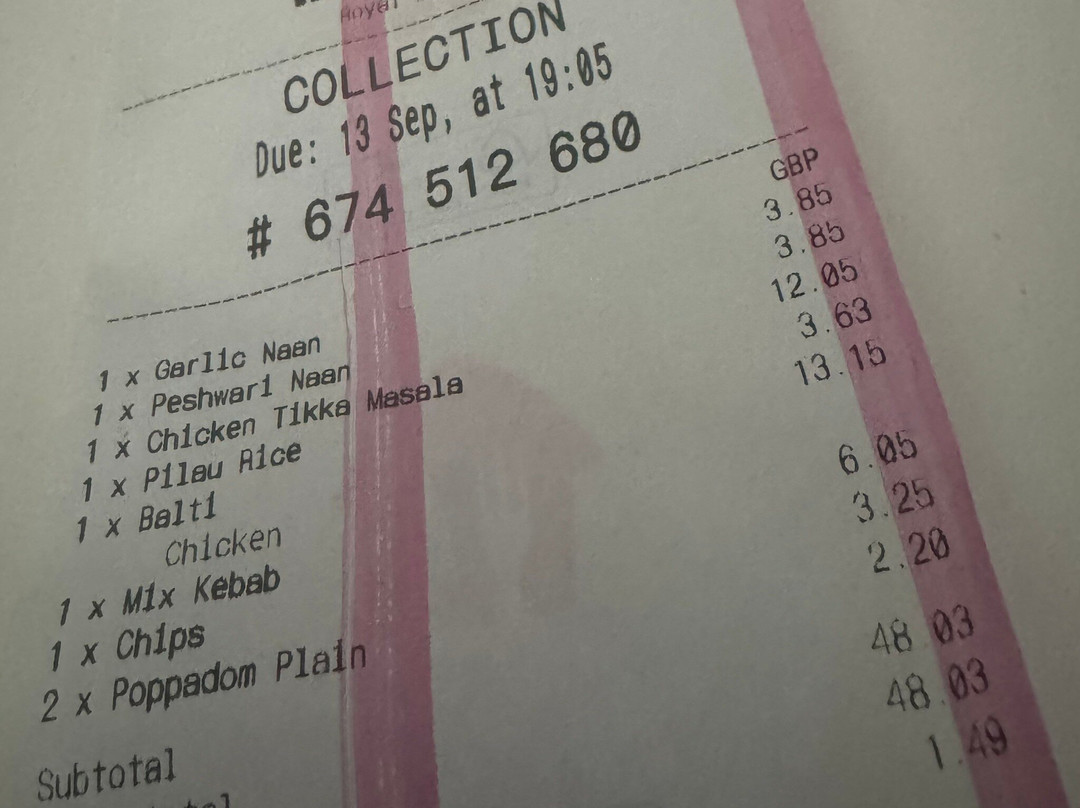 Royal
COLLECTION
Due: 13 Sep, at 19:05
# 674 512 680
GBP
1 x Garlic Naan 3.85
1 x Peshwari Naan 3.85
1 x Chicken Tikka Masala 12.05
1 x Pilau Rice 3.63
1 x Balti 13.15
Chicken
1 x Mix Kebab 6.05
1 x Chips 3.25
2 x Poppadom Plain 2.20
Subtotal 48.03
48.03
1.49